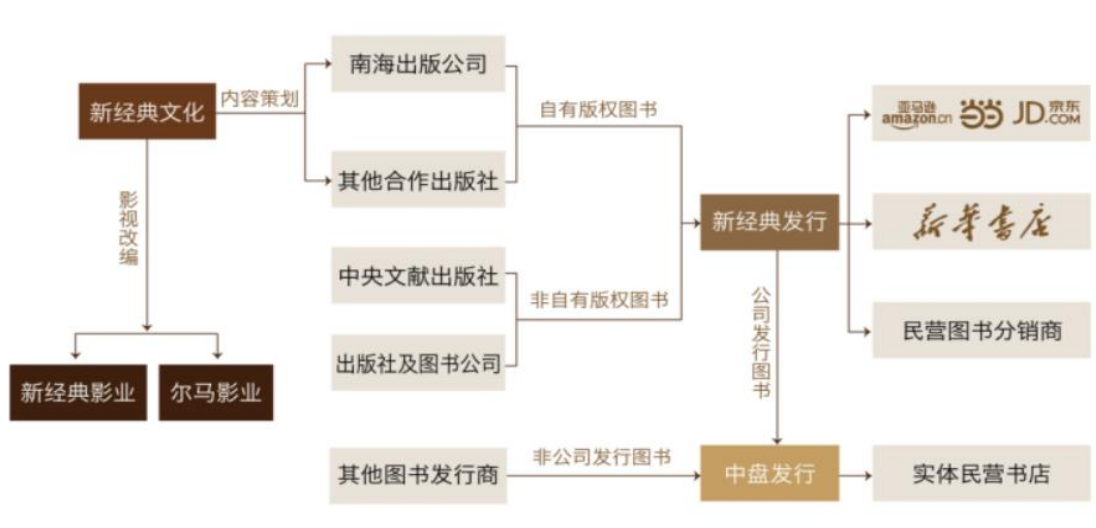 南海出版公司
新经典文化
内容策划
自有版权图书
亚马逊
amazon.cn
当当
JD.京东
COM
其他合作出版社
影视改编
新经典发行
新华书店
中央文献出版社
非自有版权图书
公司发行图书
民营图书分销商
出版社及图书公司
新经典影业
尔马影业
其他图书发行商
非公司发行图书
中盘发行
实体民营书店